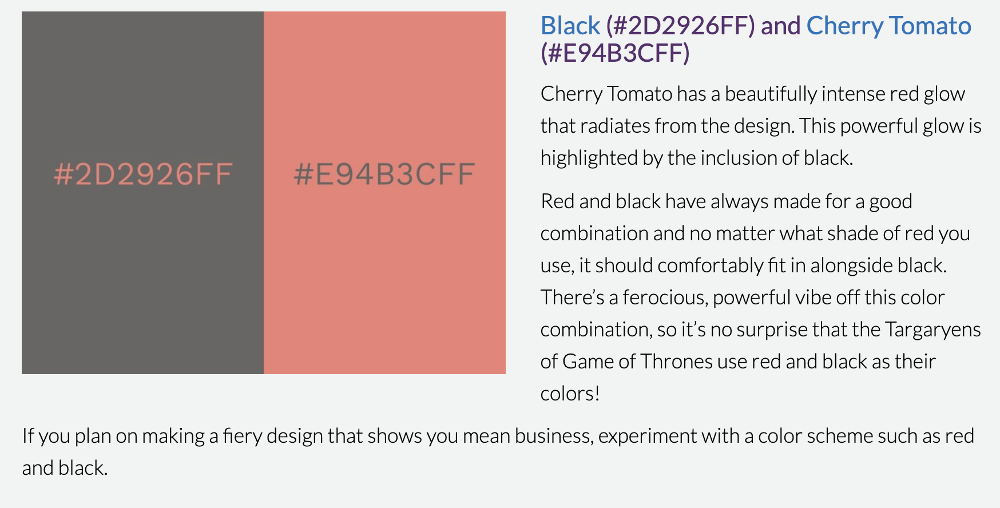 #2D2926FF
#E94B3CFF
Black (#2D2926FF) and Cherry Tomato
(#E94B3CFF)
Cherry Tomato has a beautifully intense red glow
that radiates from the design. This powerful glow is
highlighted by the inclusion of black.
Red and black have always made for a good
combination and no matter what shade of red you
use, it should comfortably fit in alongside black.
There’s a ferocious, powerful vibe off this color
combination, so it’s no surprise that the Targaryens
of Game of Thrones use red and black as their
colors!
If you plan on making a fiery design that shows you mean business, experiment with a color scheme such as red
and black.